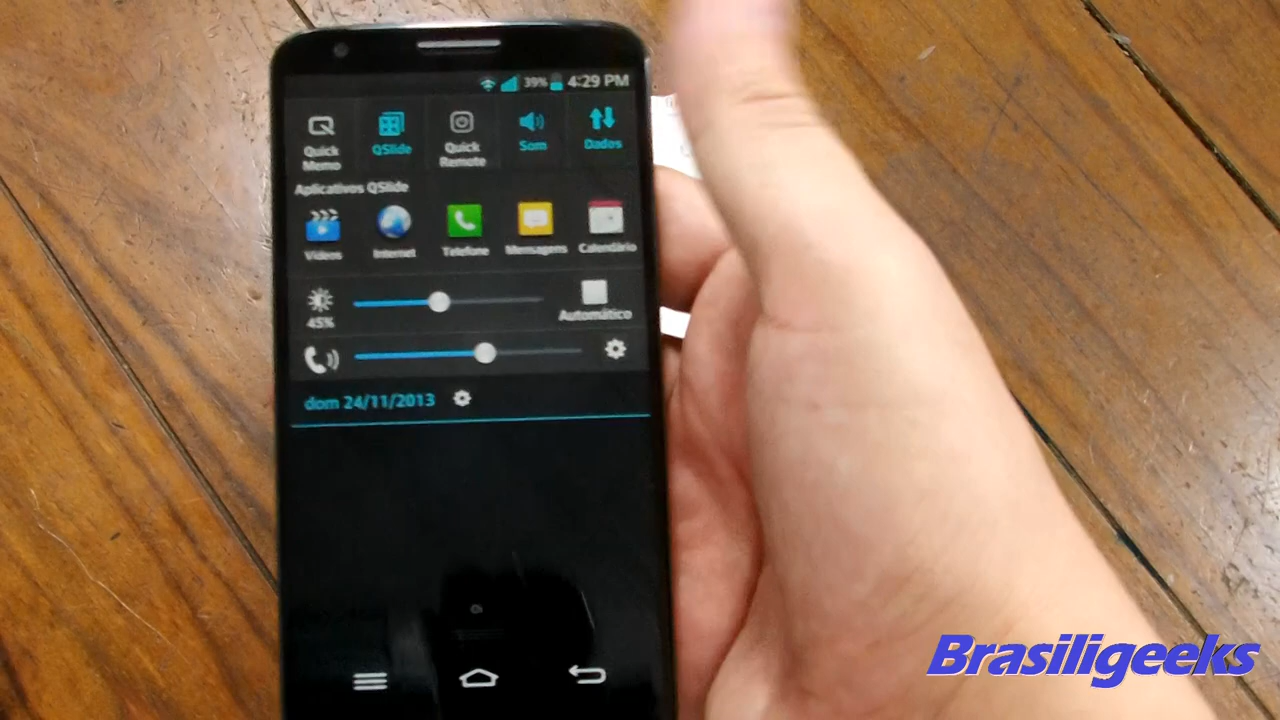 39% 4:29 PM
Quick Memo
QSlide
Quick Remote
Som
Dados
Aplicativos QSlide
Vídeos
Internet
Telefone
Mensagens
Calendário
45%
Automático
dom 24/11/2013
Brasiligeeks